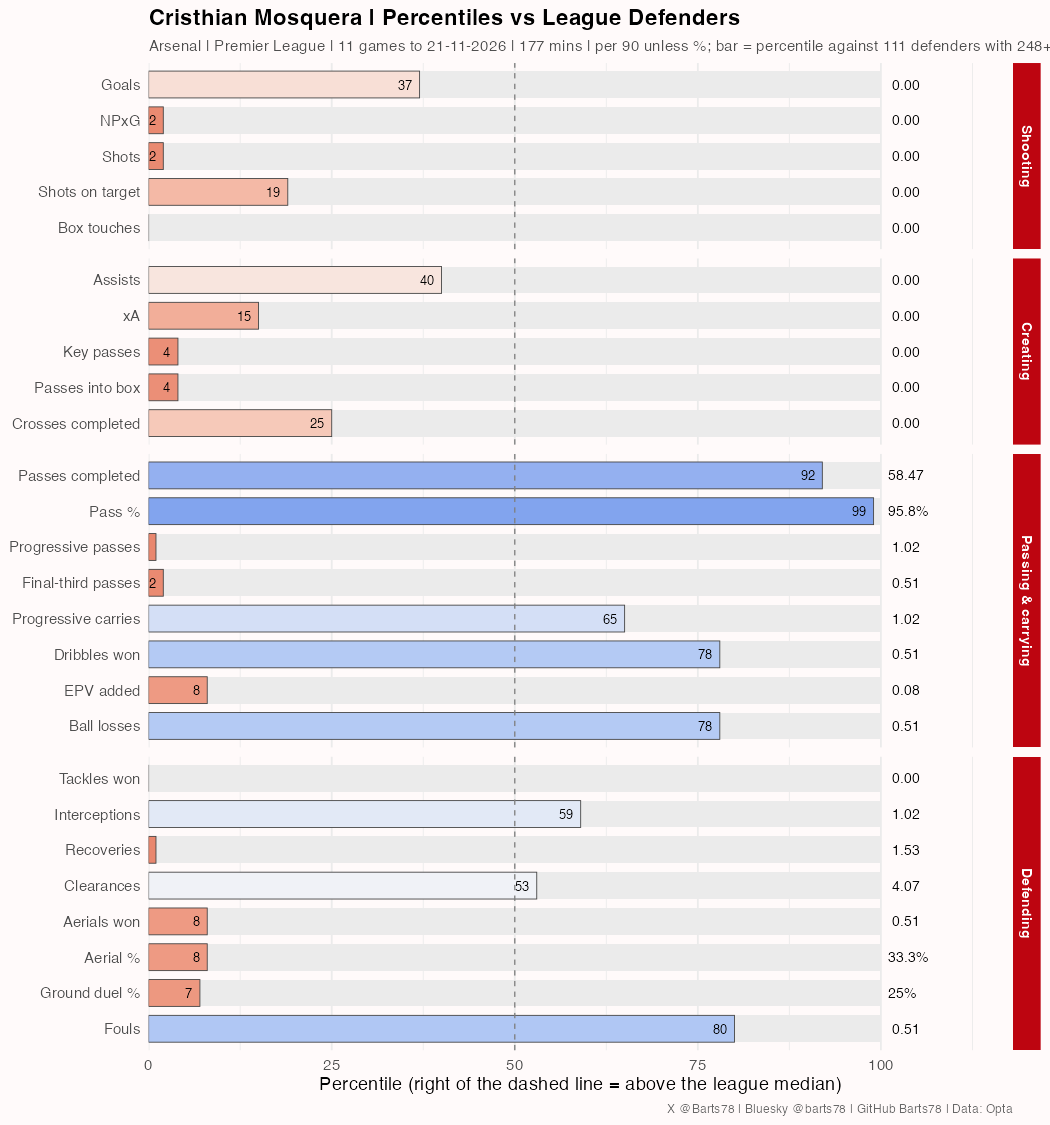 Cristhian Mosquera | Percentiles vs League Defenders
Arsenal | Premier League | 11 games to 21-11-2026 | 177 mins | per 90 unless %; bar = percentile against 111 defenders with 248+
Goals 37 0.00
NPxG 2 0.00
Shots 2 0.00
Shots on target 19 0.00
Box touches 0.00
Shooting
Assists 40 0.00
xA 15 0.00
Key passes 4 0.00
Passes into box 4 0.00
Crosses completed 25 0.00
Creating
Passes completed 92 58.47
Pass % 99 95.8%
Progressive passes 1.02
Final-third passes 2 0.51
Progressive carries 65 1.02
Dribbles won 78 0.51
EPV added 8 0.08
Ball losses 78 0.51
Passing & carrying
Tackles won 0.00
Interceptions 59 1.02
Recoveries 1.53
Clearances 53 4.07
Aerials won 8 0.51
Aerial % 8 33.3%
Ground duel % 7 25%
Fouls 80 0.51
Defending
0 25 50 75 100
Percentile (right of the dashed line = above the league median)
X @Barts78 | Bluesky @barts78 | GitHub Barts78 | Data: Opta